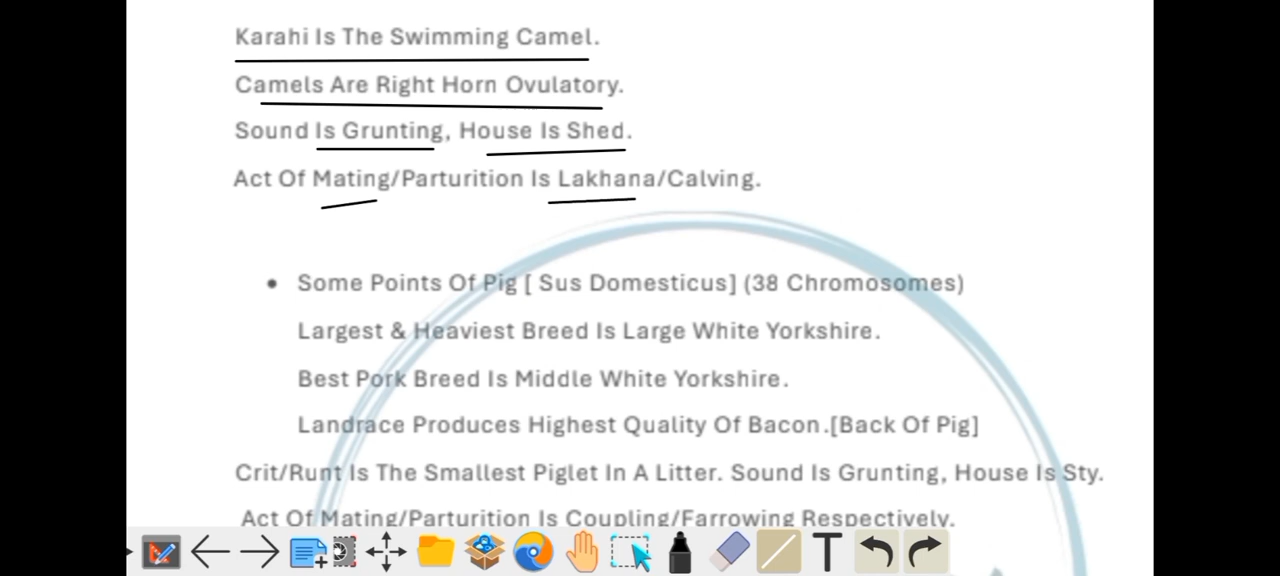 Karahi Is The Swimming Camel.
Camels Are Right Horn Ovulatory.
Sound Is Grunting, House Is Shed.
Act Of Mating/Parturition Is Lakhana/Calving.
• Some Points Of Pig [ Sus Domesticus] (38 Chromosomes)
Largest & Heaviest Breed Is Large White Yorkshire.
Best Pork Breed Is Middle White Yorkshire.
Landrace Produces Highest Quality Of Bacon.[Back Of Pig]
Crit/Runt Is The Smallest Piglet In A Litter. Sound Is Grunting, House Is Sty.
Act Of Mating/Parturition Is Coupling/Farrowing Respectively.
T